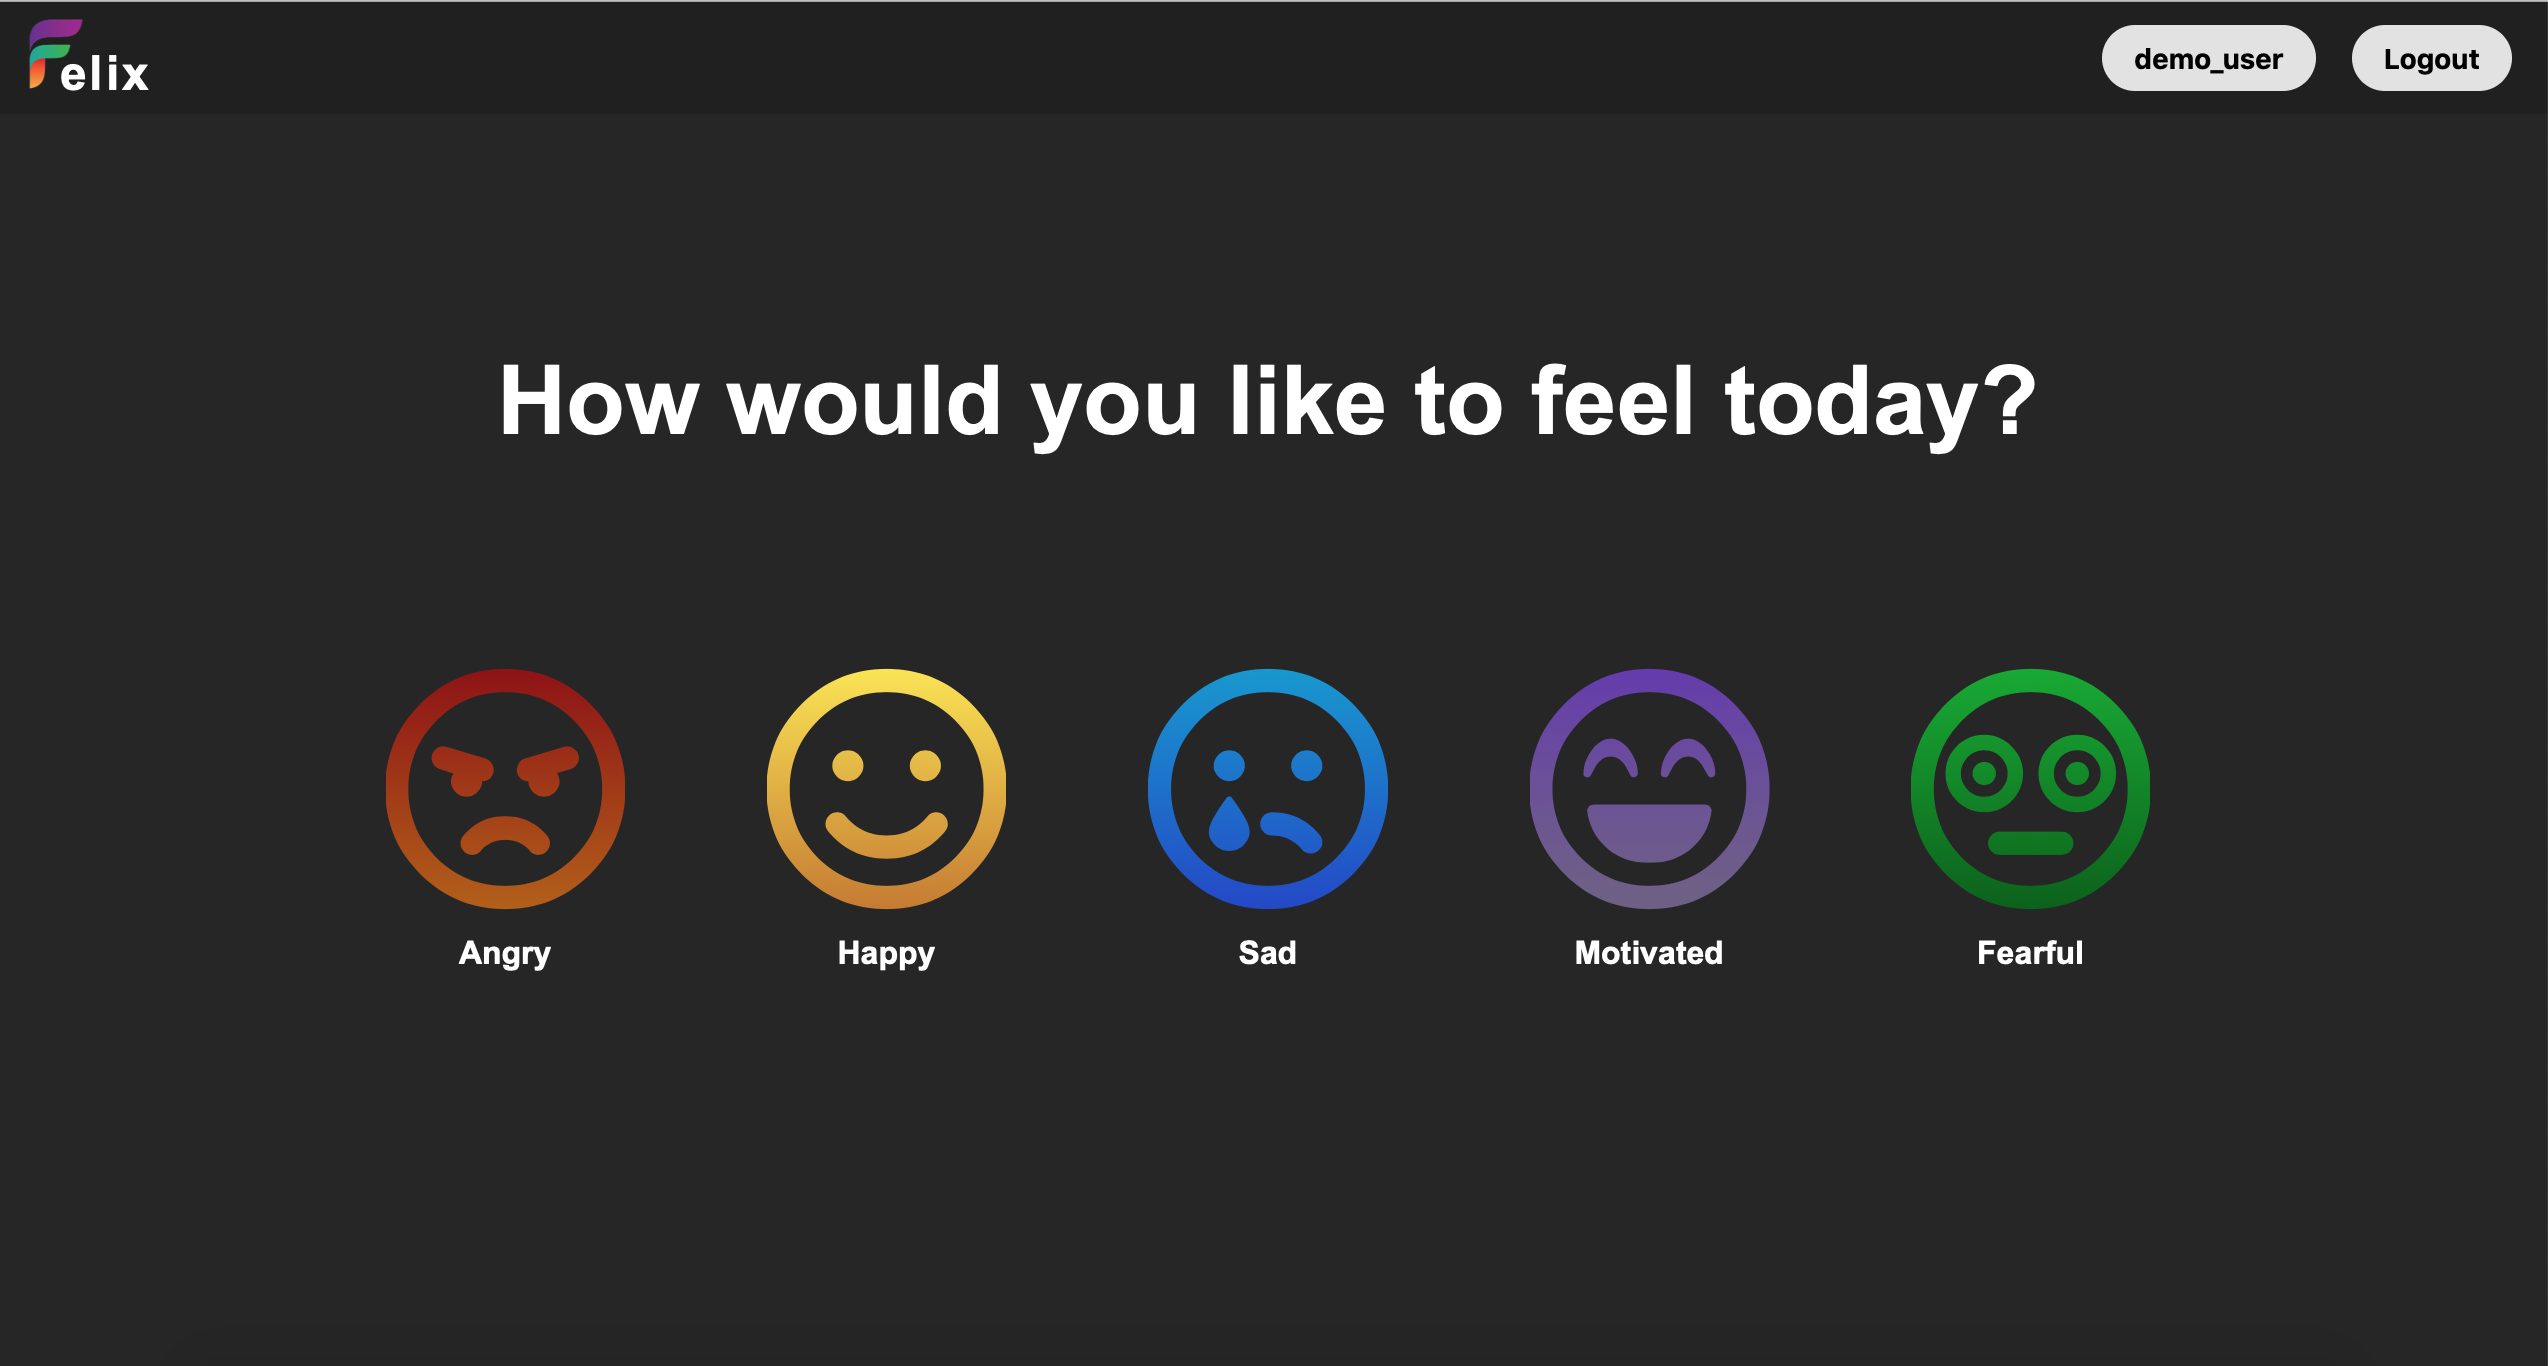 Felix
demo_user
Logout
How would you like to feel today?
Angry
Happy
Sad
Motivated
Fearful